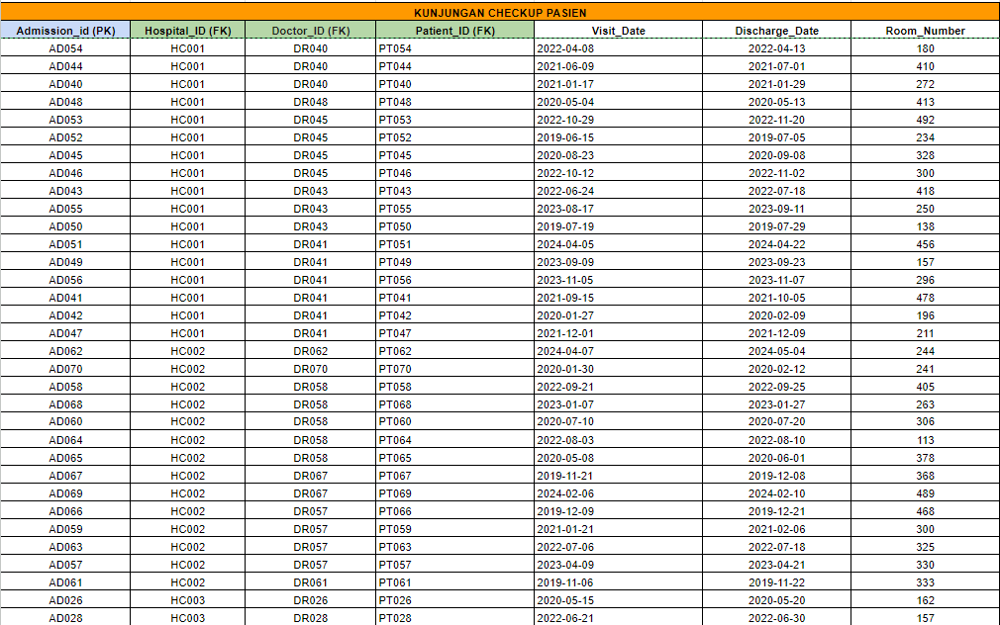 KUNJUNGAN CHECKUP PASIEN
Admission_id (PK) Hospital_ID (FK) Doctor_ID (FK) Patient_ID (FK) Visit_Date Discharge_Date Room_Number
AD054 HC001 DR040 PT054 2022-04-08 2022-04-13 180
AD044 HC001 DR040 PT044 2021-06-09 2021-07-01 410
AD040 HC001 DR040 PT040 2021-01-17 2021-01-29 272
AD048 HC001 DR048 PT048 2020-05-04 2020-05-13 413
AD053 HC001 DR045 PT053 2022-10-29 2022-11-20 492
AD052 HC001 DR045 PT052 2019-06-15 2019-07-05 234
AD045 HC001 DR045 PT045 2020-08-23 2020-09-08 328
AD046 HC001 DR045 PT046 2022-10-12 2022-11-02 300
AD043 HC001 DR043 PT043 2022-06-24 2022-07-18 418
AD055 HC001 DR043 PT055 2023-08-17 2023-09-11 250
AD050 HC001 DR043 PT050 2019-07-19 2019-07-29 138
AD051 HC001 DR041 PT051 2024-04-05 2024-04-22 456
AD049 HC001 DR041 PT049 2023-09-09 2023-09-23 157
AD056 HC001 DR041 PT056 2023-11-05 2023-11-07 296
AD041 HC001 DR041 PT041 2021-09-15 2021-10-05 478
AD042 HC001 DR041 PT042 2020-01-27 2020-02-09 196
AD047 HC001 DR041 PT047 2021-12-01 2021-12-09 211
AD062 HC002 DR062 PT062 2024-04-07 2024-05-04 244
AD070 HC002 DR070 PT070 2020-01-30 2020-02-12 241
AD058 HC002 DR058 PT058 2022-09-21 2022-09-25 405
AD068 HC002 DR058 PT068 2023-01-07 2023-01-27 263
AD060 HC002 DR058 PT060 2020-07-10 2020-07-20 306
AD064 HC002 DR058 PT064 2022-08-03 2022-08-10 113
AD065 HC002 DR058 PT065 2020-05-08 2020-06-01 378
AD067 HC002 DR067 PT067 2019-11-21 2019-12-08 368
AD069 HC002 DR067 PT069 2024-02-06 2024-02-10 489
AD066 HC002 DR057 PT066 2019-12-09 2019-12-21 468
AD059 HC002 DR057 PT059 2021-01-21 2021-02-06 300
AD063 HC002 DR057 PT063 2022-07-06 2022-07-18 325
AD057 HC002 DR057 PT057 2023-04-09 2023-04-21 330
AD061 HC002 DR061 PT061 2019-11-06 2019-11-22 333
AD026 HC003 DR026 PT026 2020-05-15 2020-05-20 162
AD028 HC003 DR028 PT028 2022-06-21 2022-06-30 157